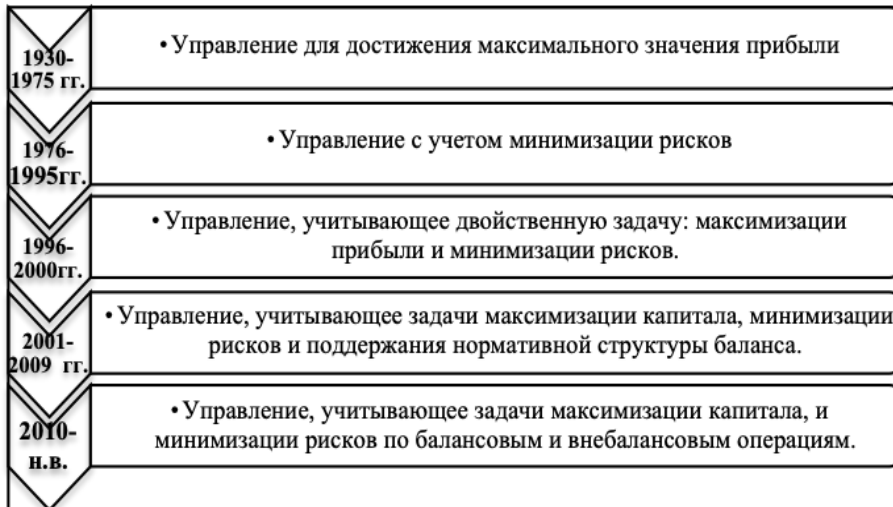 1930-
1975 гг.
• Управление для достижения максимального значения прибыли
1976-
1995гг.
• Управление с учетом минимизации рисков
1996-
2000гг.
• Управление, учитывающее двойственную задачу: максимизации
прибыли и минимизации рисков.
2001-
2009 гг.
• Управление, учитывающее задачи максимизации капитала, минимизации
рисков и поддержания нормативной структуры баланса.
2010-
н.в.
• Управление, учитывающее задачи максимизации капитала, и
минимизации рисков по балансовым и внебалансовым операциям.